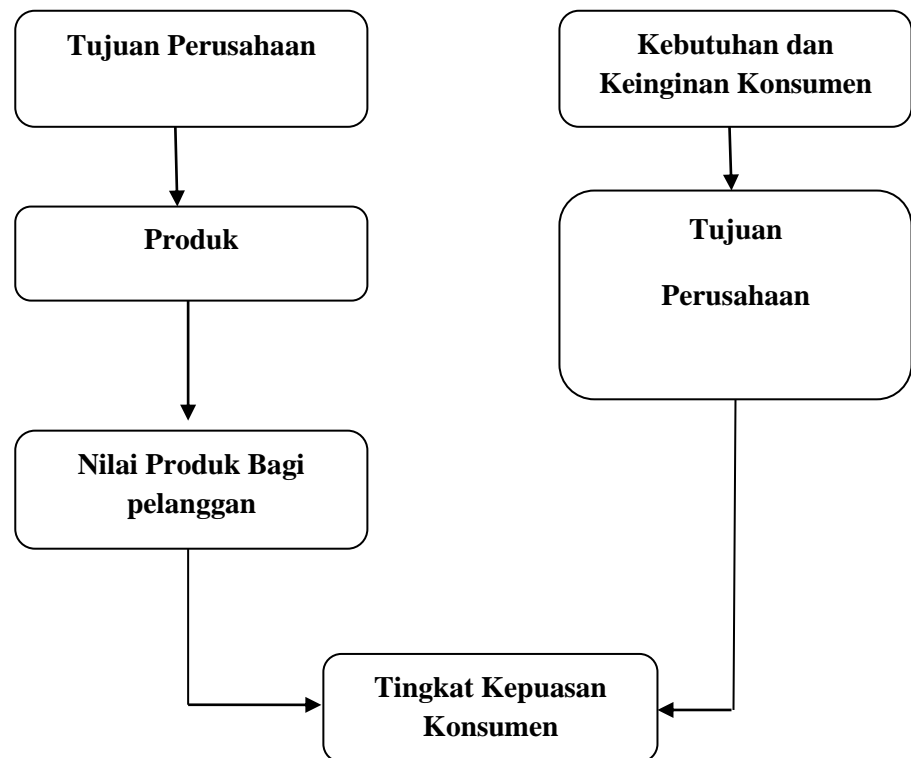 Tujuan Perusahaan
Kebutuhan dan
Keinginan Konsumen
Produk
Tujuan
Perusahaan
Nilai Produk Bagi
pelanggan
Tingkat Kepuasan
Konsumen